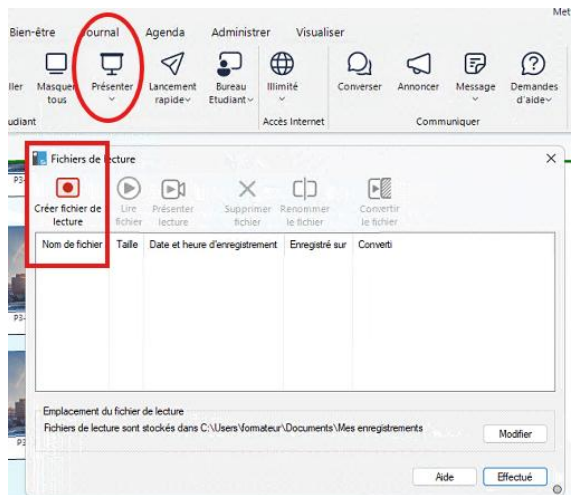 Met
Bien-être Journal Agenda Administrer Visualiser
ller Masquer tous Présenter Lancement rapide Bureau Etudiant Illimité Converser Annoncer Message Demandes d'aide
udiant Accès Internet Communiquer
Fichiers de lecture
P3-
Créer fichier de lecture Lire fichier Présenter lecture Supprimer fichier Renommer le fichier Convertir le fichier
Nom de fichier Taille Date et heure d'enregistrement Enregistré sur Converti
P3-
Emplacement du fichier de lecture
Fichiers de lecture sont stockés dans C:\Users\formateur\Documents\Mes enregistrements
Modifier
Aide Effectué